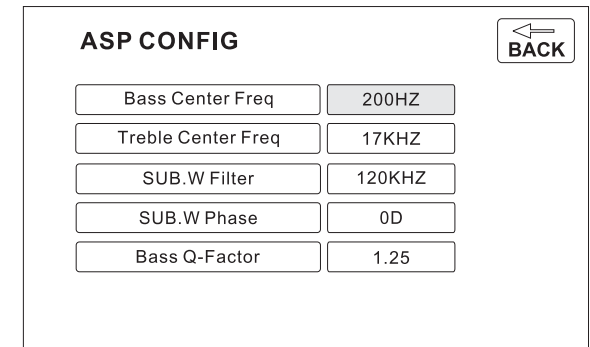 ASP CONFIG
BACK
Bass Center Freq 200HZ
Treble Center Freq 17KHZ
SUB.W Filter 120KHZ
SUB.W Phase 0D
Bass Q-Factor 1.25